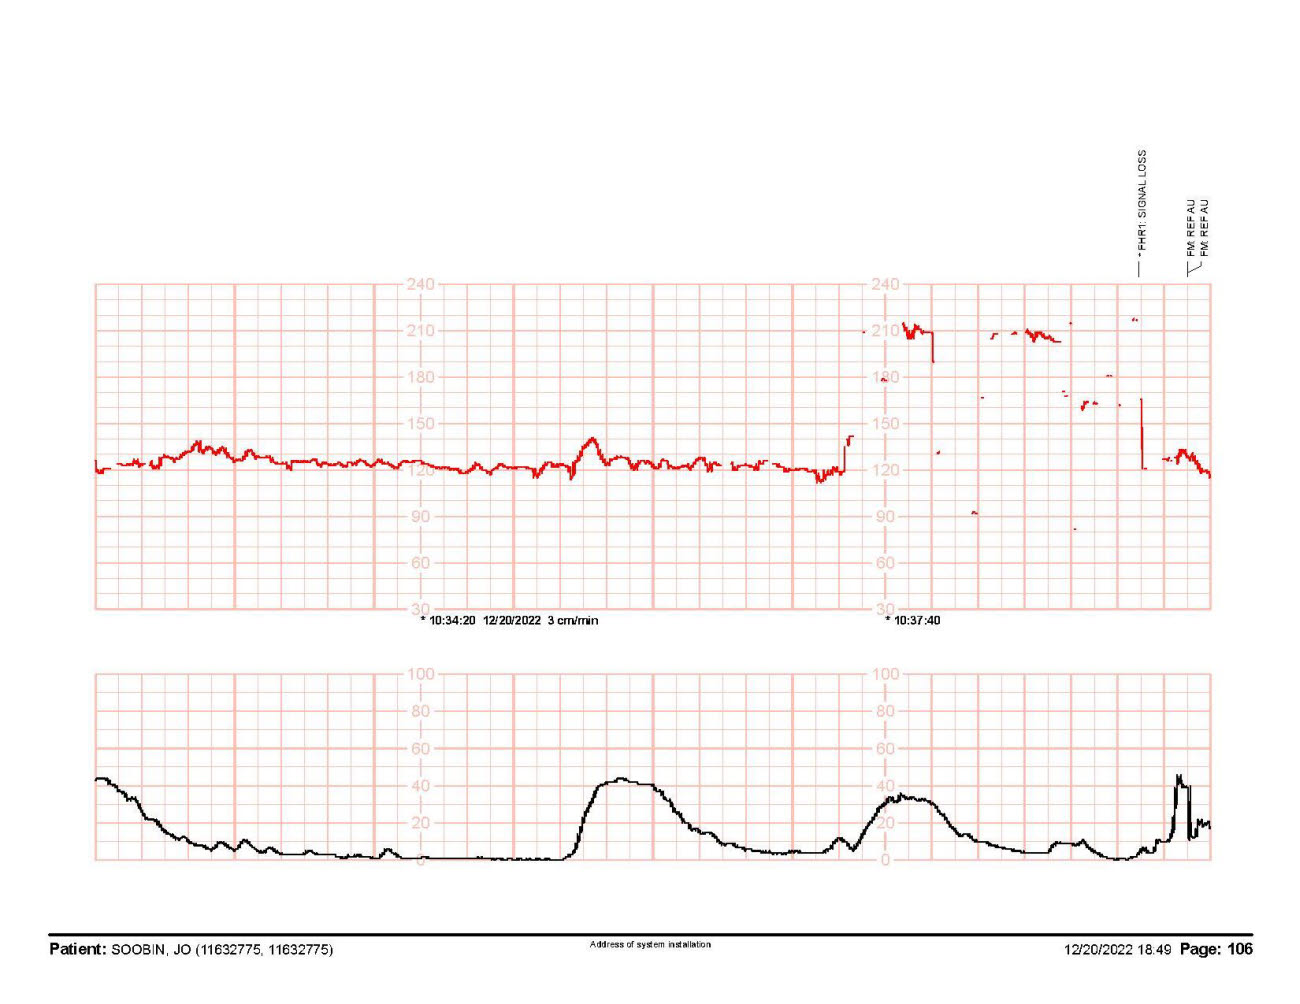 * FHR1: SIGNAL LOSS
FM: REF AU
FM: REF AU
240 240
210 210
180 180
150 150
120 120
90 90
60 60
30 30
* 10:34:20 12/20/2022 3 cm/min * 10:37:40
100 100
80 80
60 60
40 40
20 20
0 0
Patient: SOOBIN, JO (11632775, 11632775) Address of system installation 12/20/2022 18:49 Page: 106